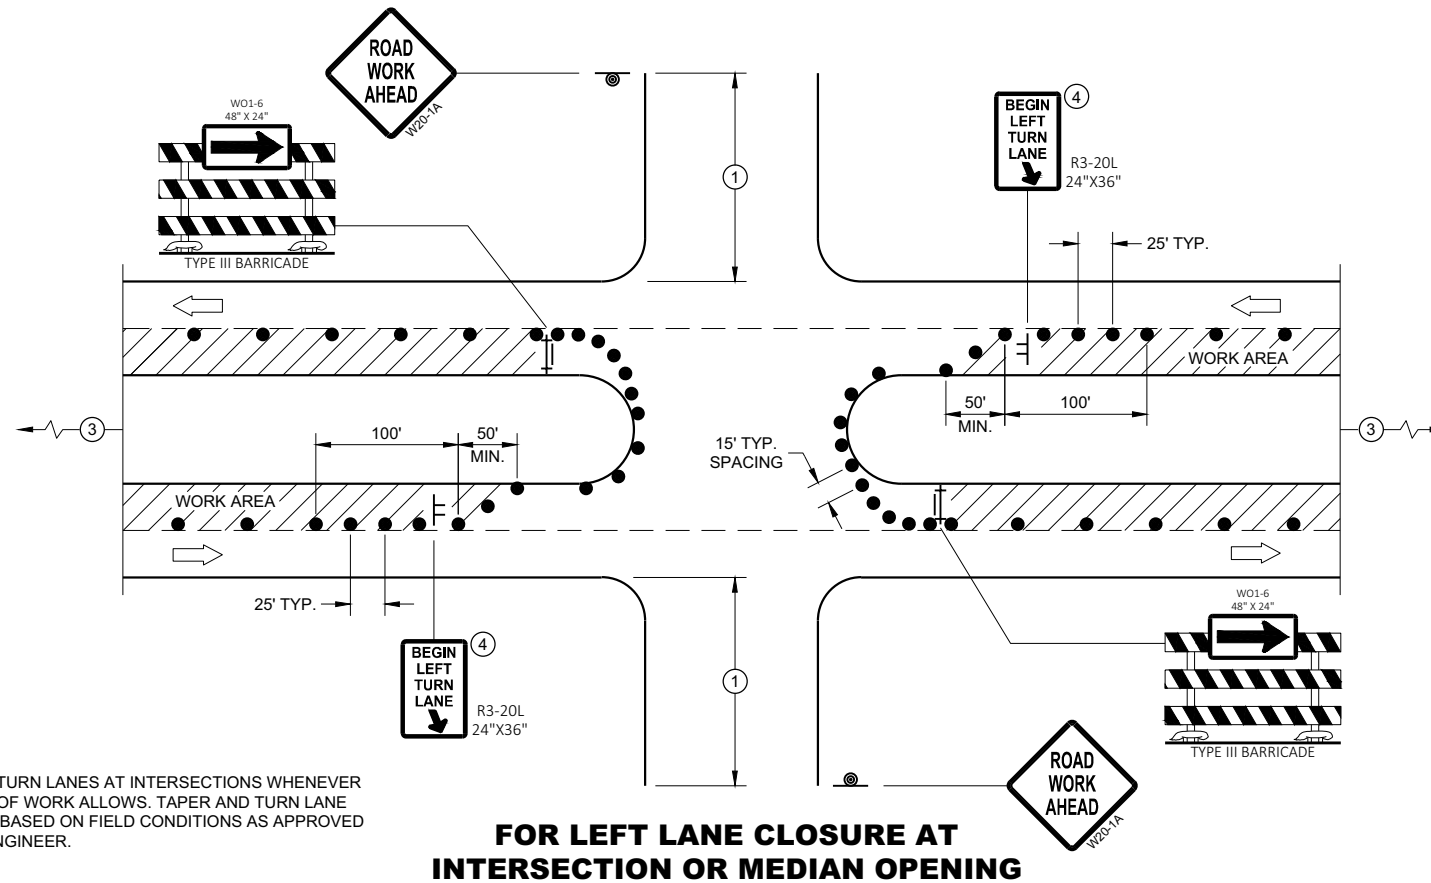 ROAD
WORK
AHEAD
W20-1A
WO1-6
48" X 24"
TYPE III BARRICADE
1
BEGIN
LEFT
TURN
LANE
4
R3-20L
24"X36"
25' TYP.
WORK AREA
50'
MIN.
100'
3
3
100'
50'
MIN.
15' TYP.
SPACING
WORK AREA
25' TYP.
BEGIN
LEFT
TURN
LANE
4
R3-20L
24"X36"
1
WO1-6
48" X 24"
TYPE III BARRICADE
ROAD
WORK
AHEAD
W20-1A
TURN LANES AT INTERSECTIONS WHENEVER
OF WORK ALLOWS. TAPER AND TURN LANE
BASED ON FIELD CONDITIONS AS APPROVED
NGINEER.
FOR LEFT LANE CLOSURE AT
INTERSECTION OR MEDIAN OPENING